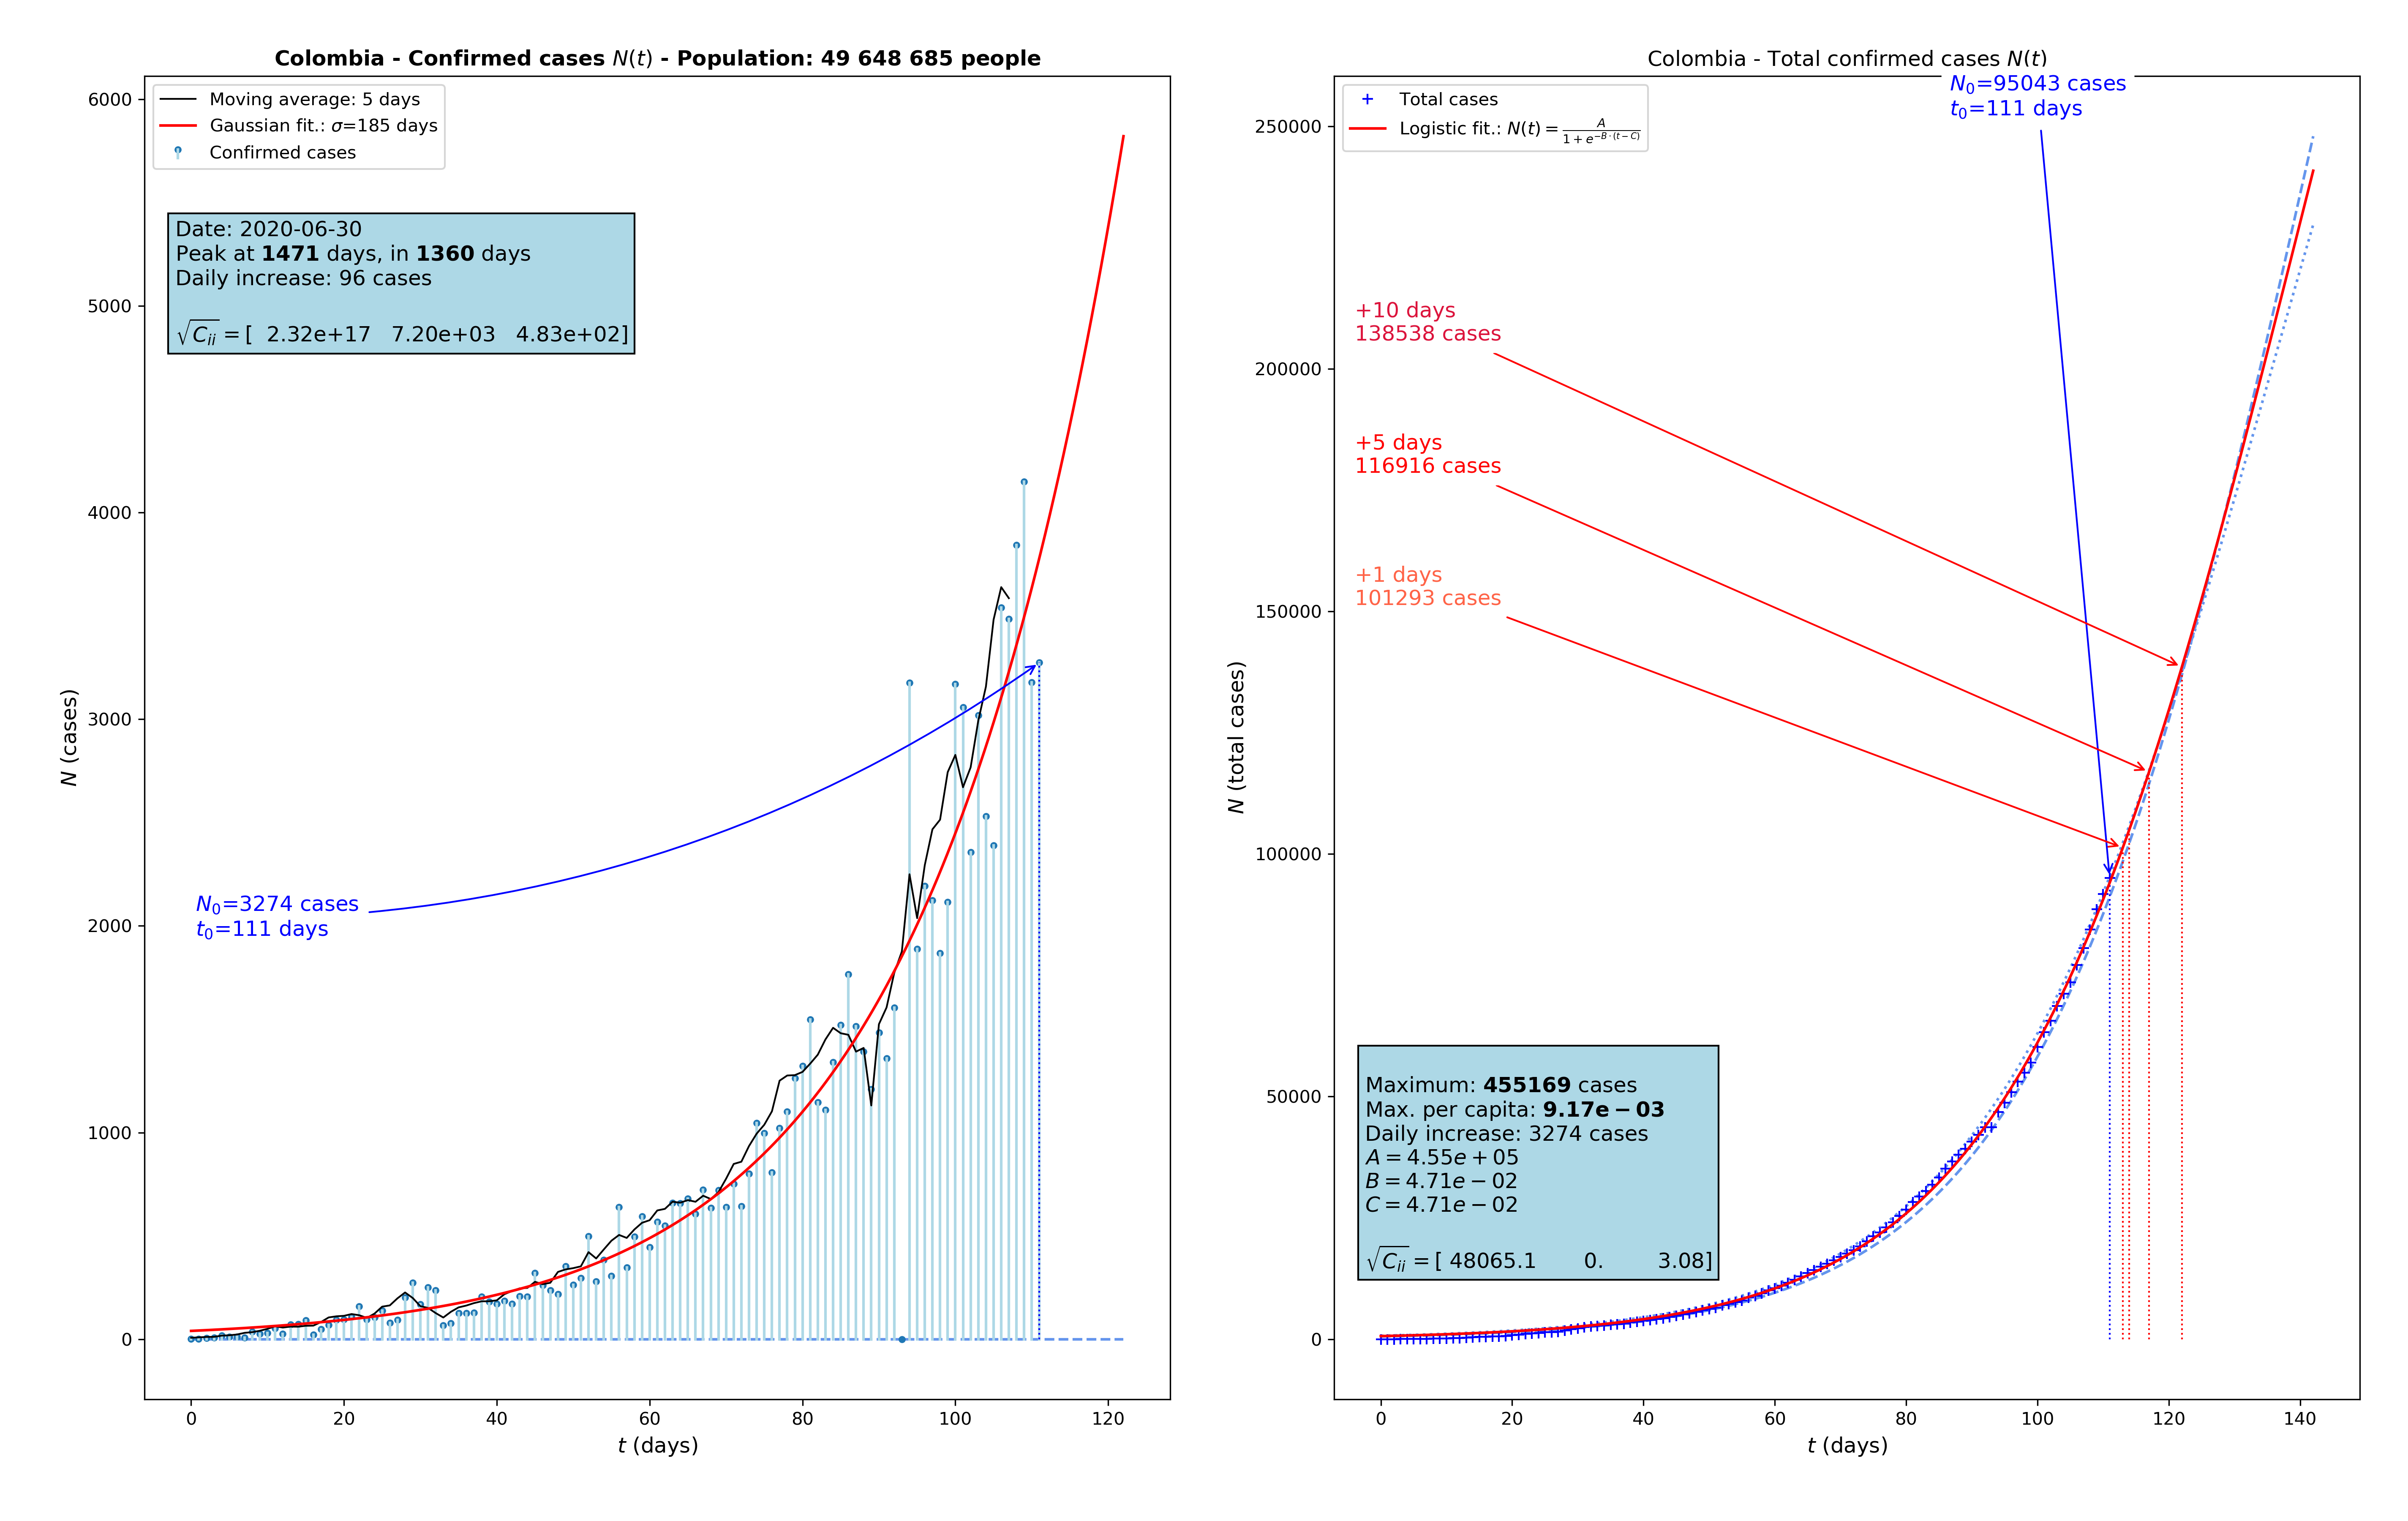 Colombia - Confirmed cases N(t) - Population: 49 648 685 people
Moving average: 5 days
Gaussian fit.: σ=185 days
Confirmed cases
Date: 2020-06-30
Peak at 1471 days, in 1360 days
Daily increase: 96 cases
√C_ii = [ 2.32e+17 7.20e+03 4.83e+02]
N₀=3274 cases
t₀=111 days
6000
5000
4000
3000
2000
1000
0
N (cases)
0 20 40 60 80 100 120
t (days)
Colombia - Total confirmed cases N(t)
Total cases
Logistic fit.: N(t) = A / (1 + e^(−B·(t−C)))
N₀=95043 cases
t₀=111 days
+10 days
138538 cases
+5 days
116916 cases
+1 days
101293 cases
Maximum: 455169 cases
Max. per capita: 9.17e − 03
Daily increase: 3274 cases
A = 4.55e + 05
B = 4.71e − 02
C = 4.71e − 02
√C_ii = [ 48065.1 0. 3.08]
250000
200000
150000
100000
50000
0
N (total cases)
0 20 40 60 80 100 120 140
t (days)